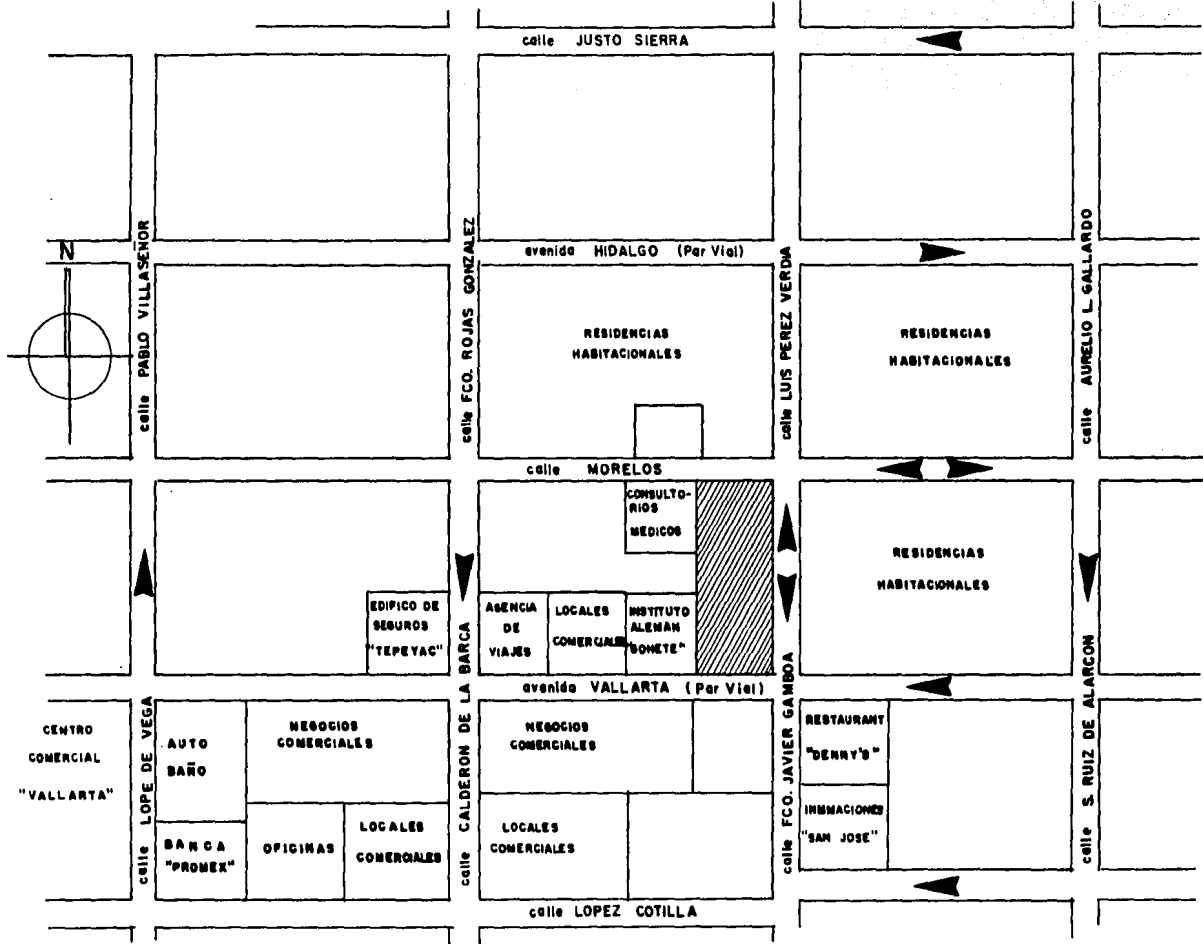 calle JUSTO SIERRA
N
calle PABLO VILLASEÑOR
calle FCO. ROJAS GONZALEZ
avenida HIDALGO (Par Vial)
calle LUIS PEREZ VERDIA
calle AURELIO L. GALLARDO
RESIDENCIAS
HABITACIONALES
RESIDENCIAS
HABITACIONALES
calle MORELOS
CONSULTO-
RIOS
MEDICOS
RESIDENCIAS
HABITACIONALES
EDIFICO DE
SEGUROS
"TEPEYAC"
AGENCIA
DE
VIAJES
LOCALES
COMERCIALES
INSTITUTO
ALEMAN
"GOHETE"
avenida VALLARTA (Par Vial)
calle LOPE DE VEGA
calle CALDERON DE LA BARCA
calle FCO. JAVIER GAMBOA
calle S. RUIZ DE ALARCON
CENTRO
COMERCIAL
"VALLARTA"
AUTO
BAÑO
NEGOCIOS
COMERCIALES
NEGOCIOS
COMERCIALES
RESTAURANT
"DENNY'S"
BANCA
"PROMEX"
OFICINAS
LOCALES
COMERCIALES
LOCALES
COMERCIALES
INHMACIONES
"SAN JOSE"
calle LOPEZ COTILLA